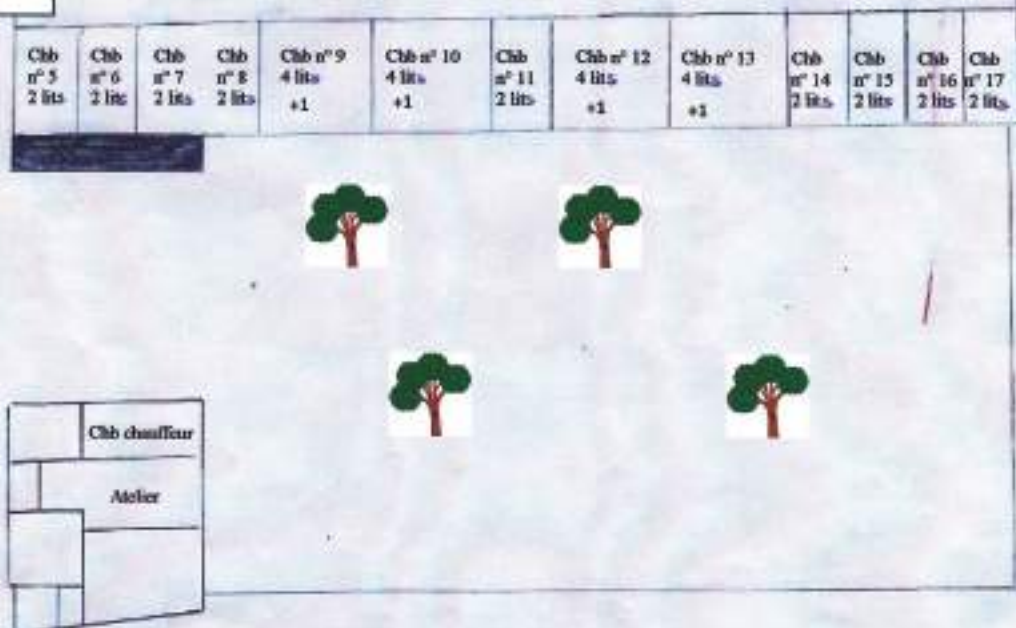 Chb
n° 5
2 lits
Chb
n° 6
2 lits
Chb
n° 7
2 lits
Chb
n° 8
2 lits
Chb n° 9
4 lits
+1
Chb n° 10
4 lits
+1
Chb
n° 11
2 lits
Chb n° 12
4 lits
+1
Chb n° 13
4 lits
+1
Chb
n° 14
2 lits
Chb
n° 15
2 lits
Chb
n° 16
2 lits
Chb
n° 17
2 lits
Chb chauffeur
Atelier